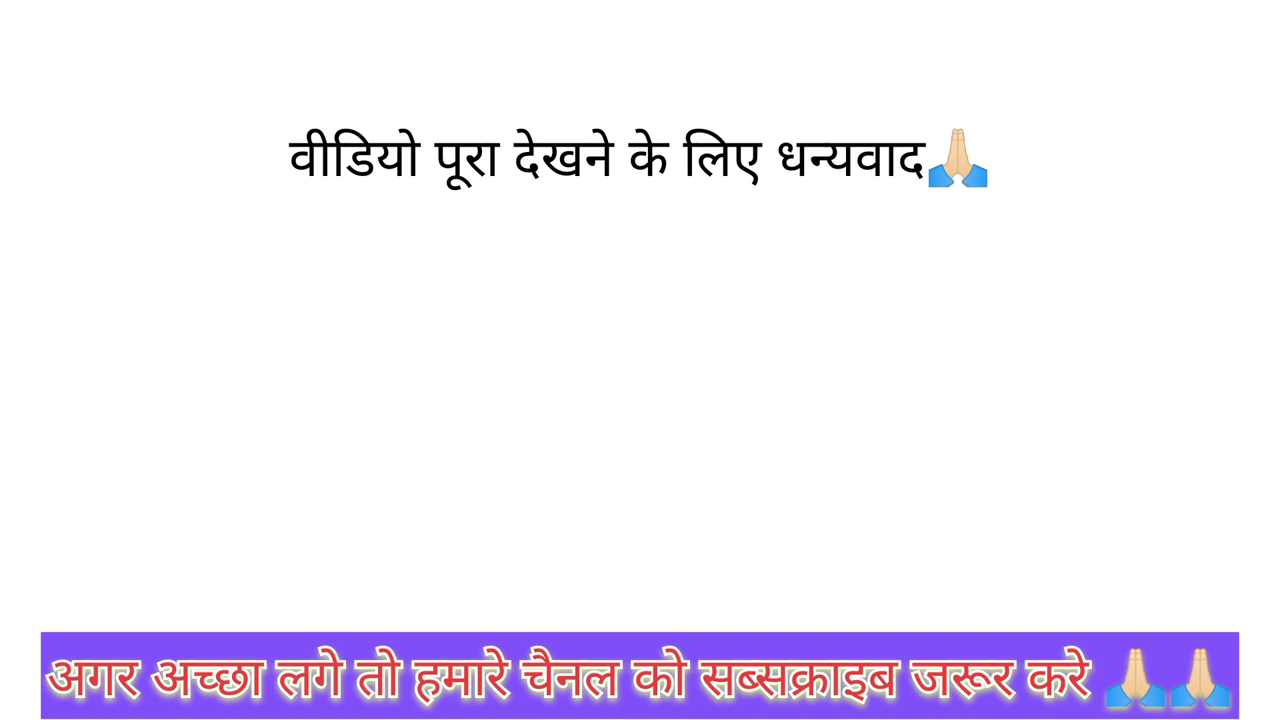 वीडियो पूरा देखने के लिए धन्यवाद🙏🏻
अगर अच्छा लगे तो हमारे चैनल को सब्सक्राइब जरूर करे 🙏🏻🙏🏻